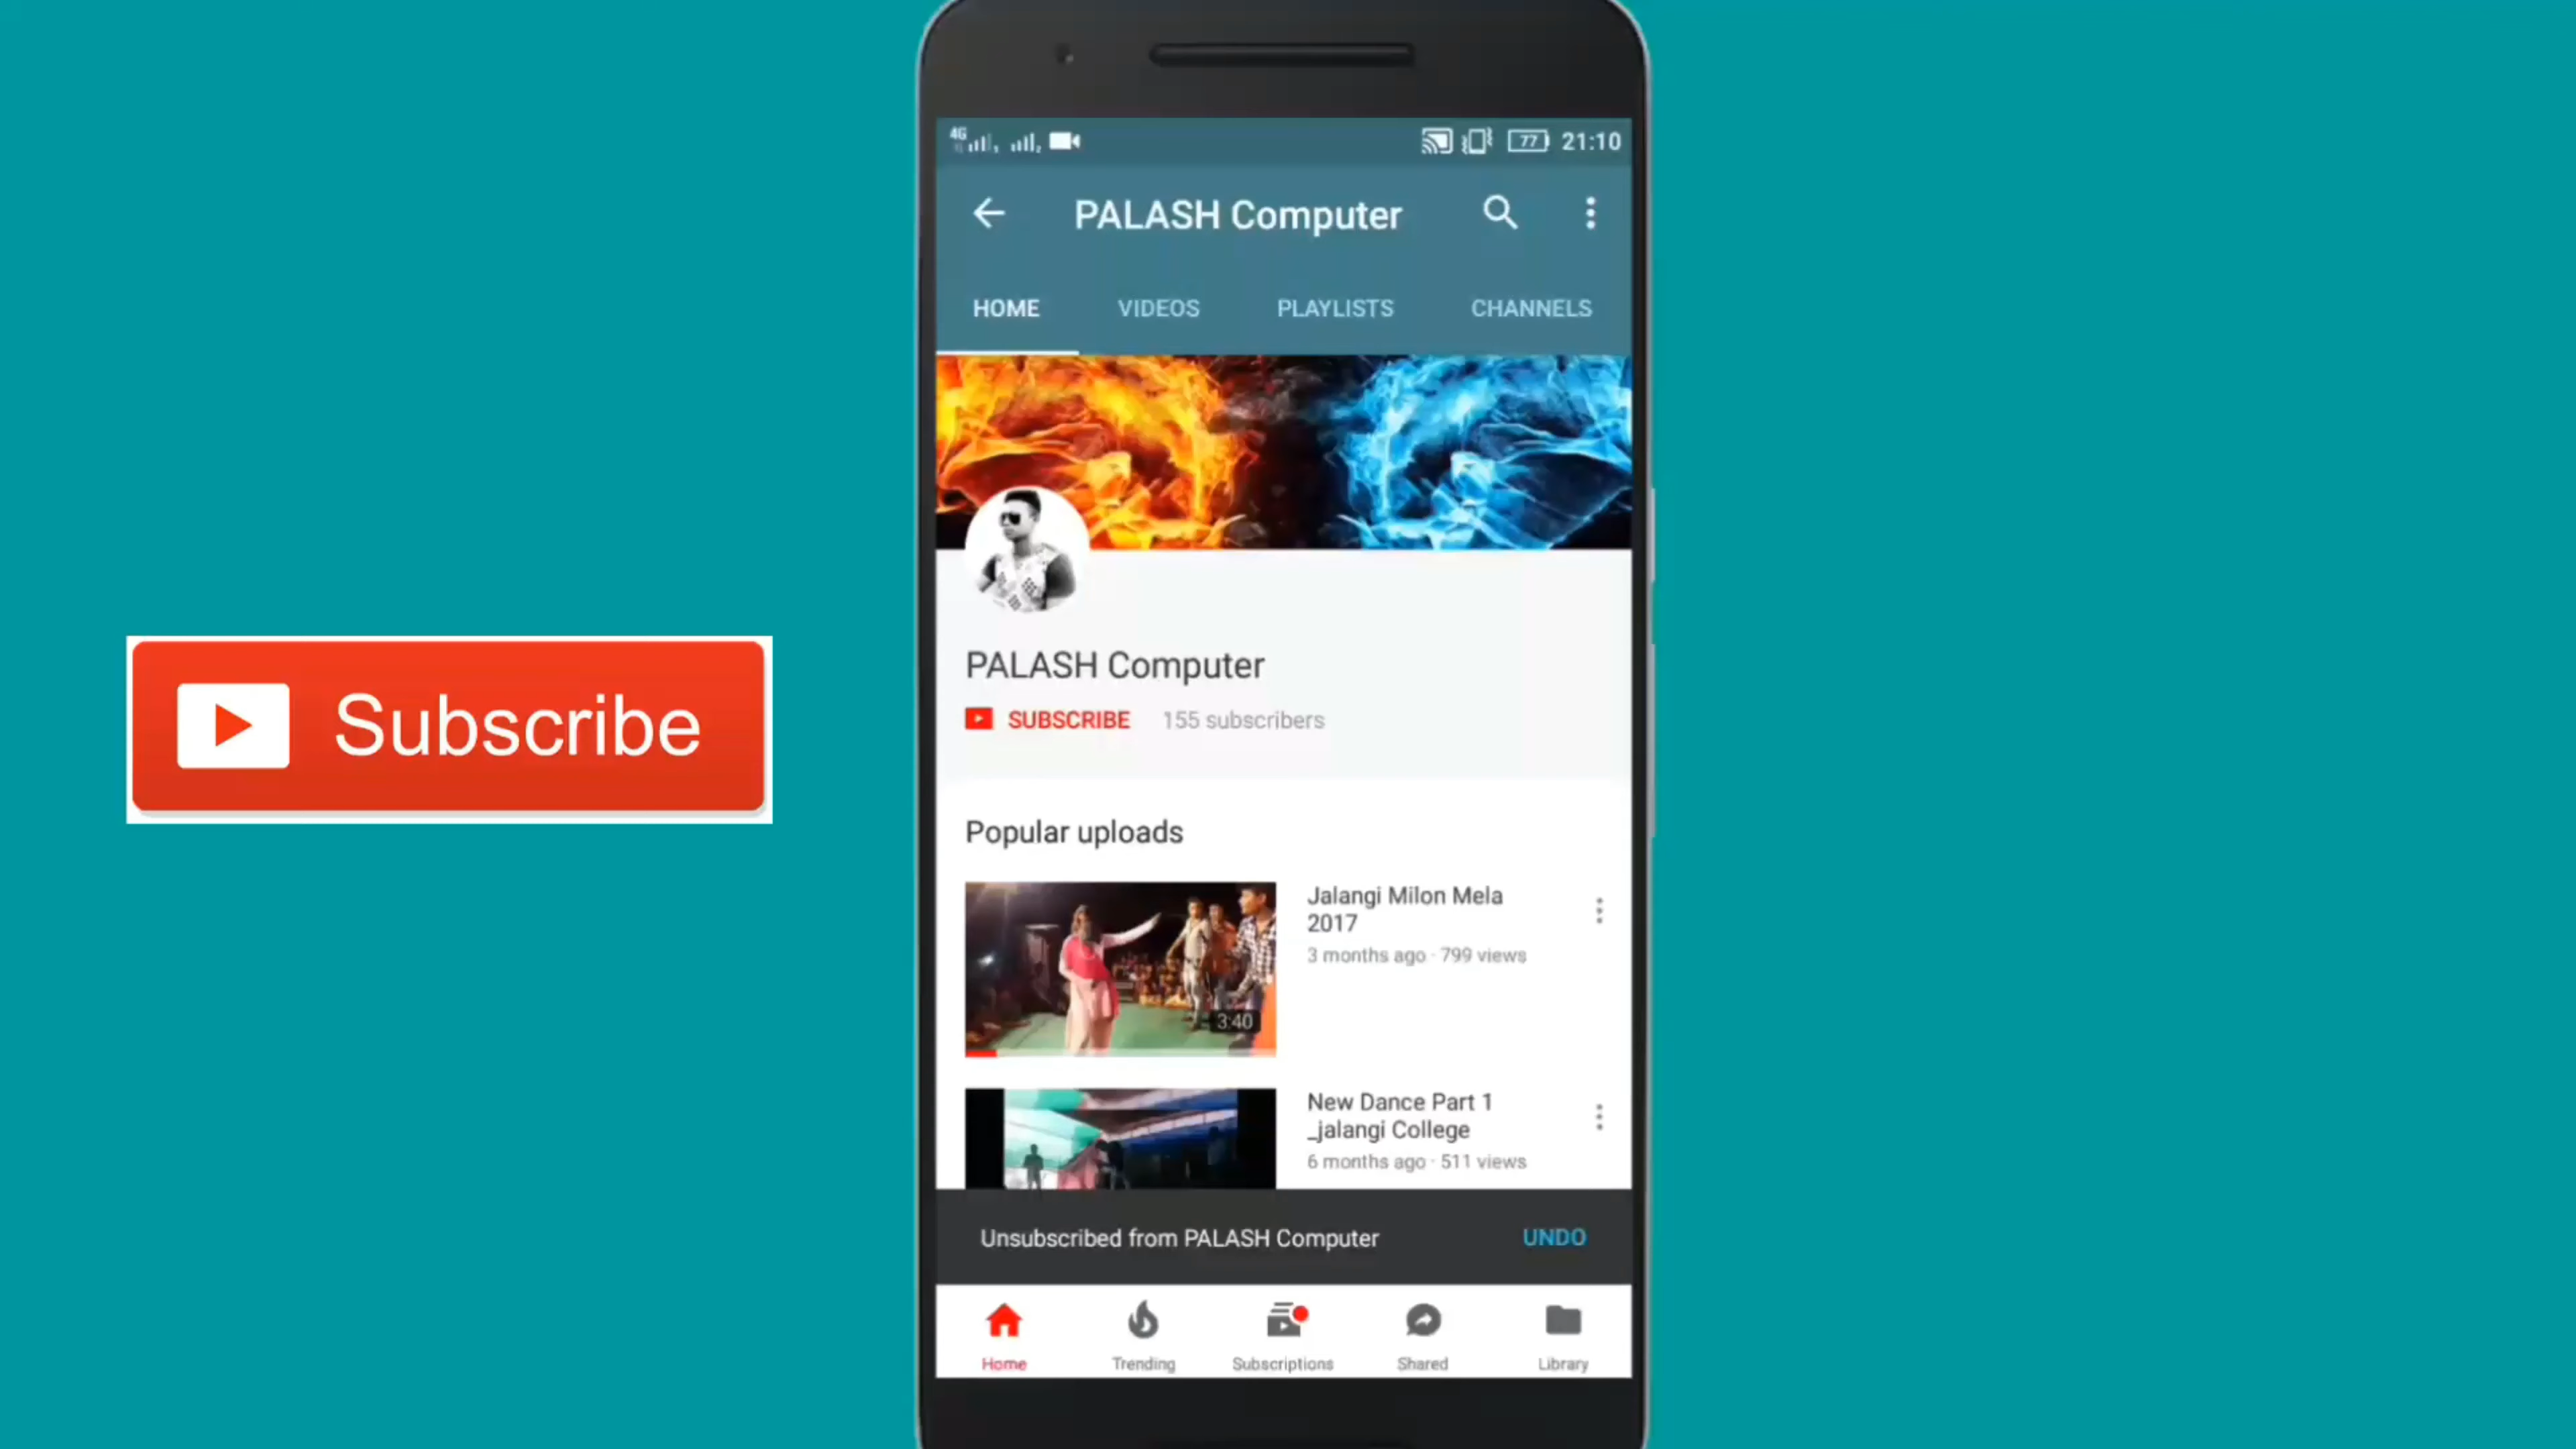 4G 77 21:10
PALASH Computer
HOME VIDEOS PLAYLISTS CHANNELS
PALASH Computer
SUBSCRIBE 155 subscribers
Subscribe
Popular uploads
Jalangi Milon Mela
2017
3 months ago · 799 views
3:40
New Dance Part 1
_jalangi College
6 months ago · 511 views
Unsubscribed from PALASH Computer UNDO
Home Trending Subscriptions Shared Library